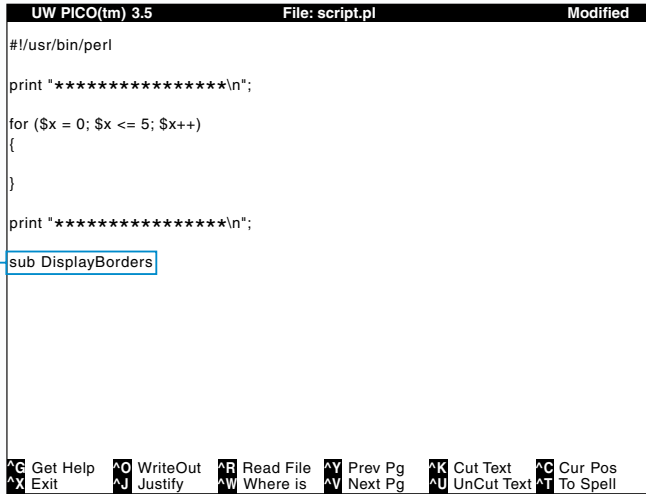 UW PICO(tm) 3.5 File: script.pl Modified
#!/usr/bin/perl
print "****************\n";
for ($x = 0; $x <= 5; $x++)
{
}
print "****************\n";
sub DisplayBorders
^G Get Help ^O WriteOut ^R Read File ^Y Prev Pg ^K Cut Text ^C Cur Pos
^X Exit ^J Justify ^W Where is ^V Next Pg ^U UnCut Text ^T To Spell